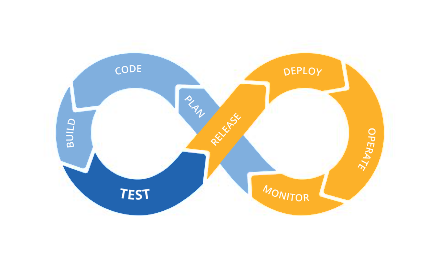 CODE
DEPLOY
PLAN
RELEASE
BUILD
OPERATE
TEST
MONITOR